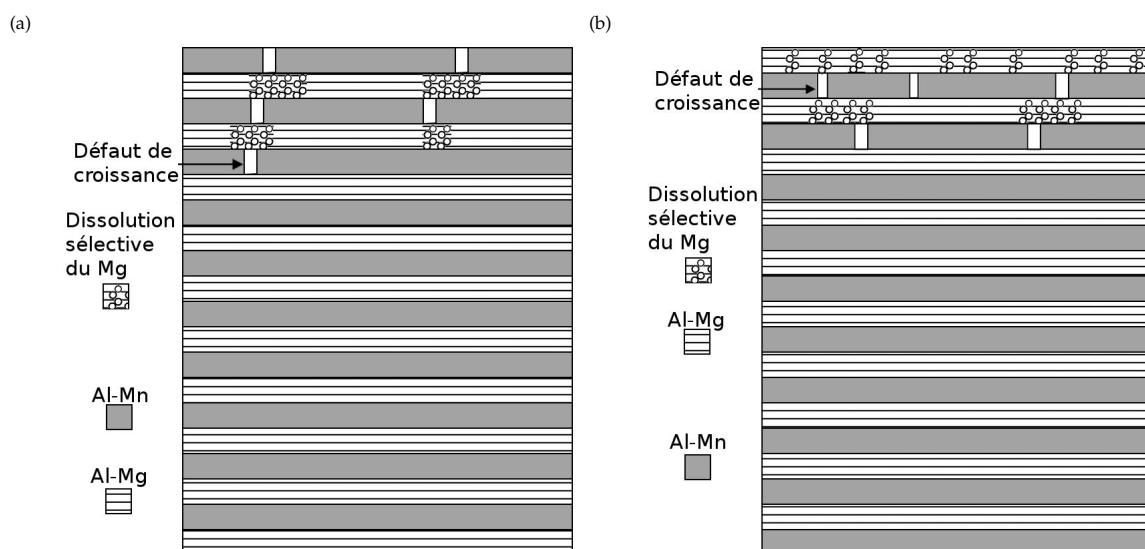 (a)
Défaut de
croissance
Dissolution
sélective
du Mg
Al-Mn
Al-Mg
(b)
Défaut de
croissance
Dissolution
sélective
du Mg
Al-Mg
Al-Mn